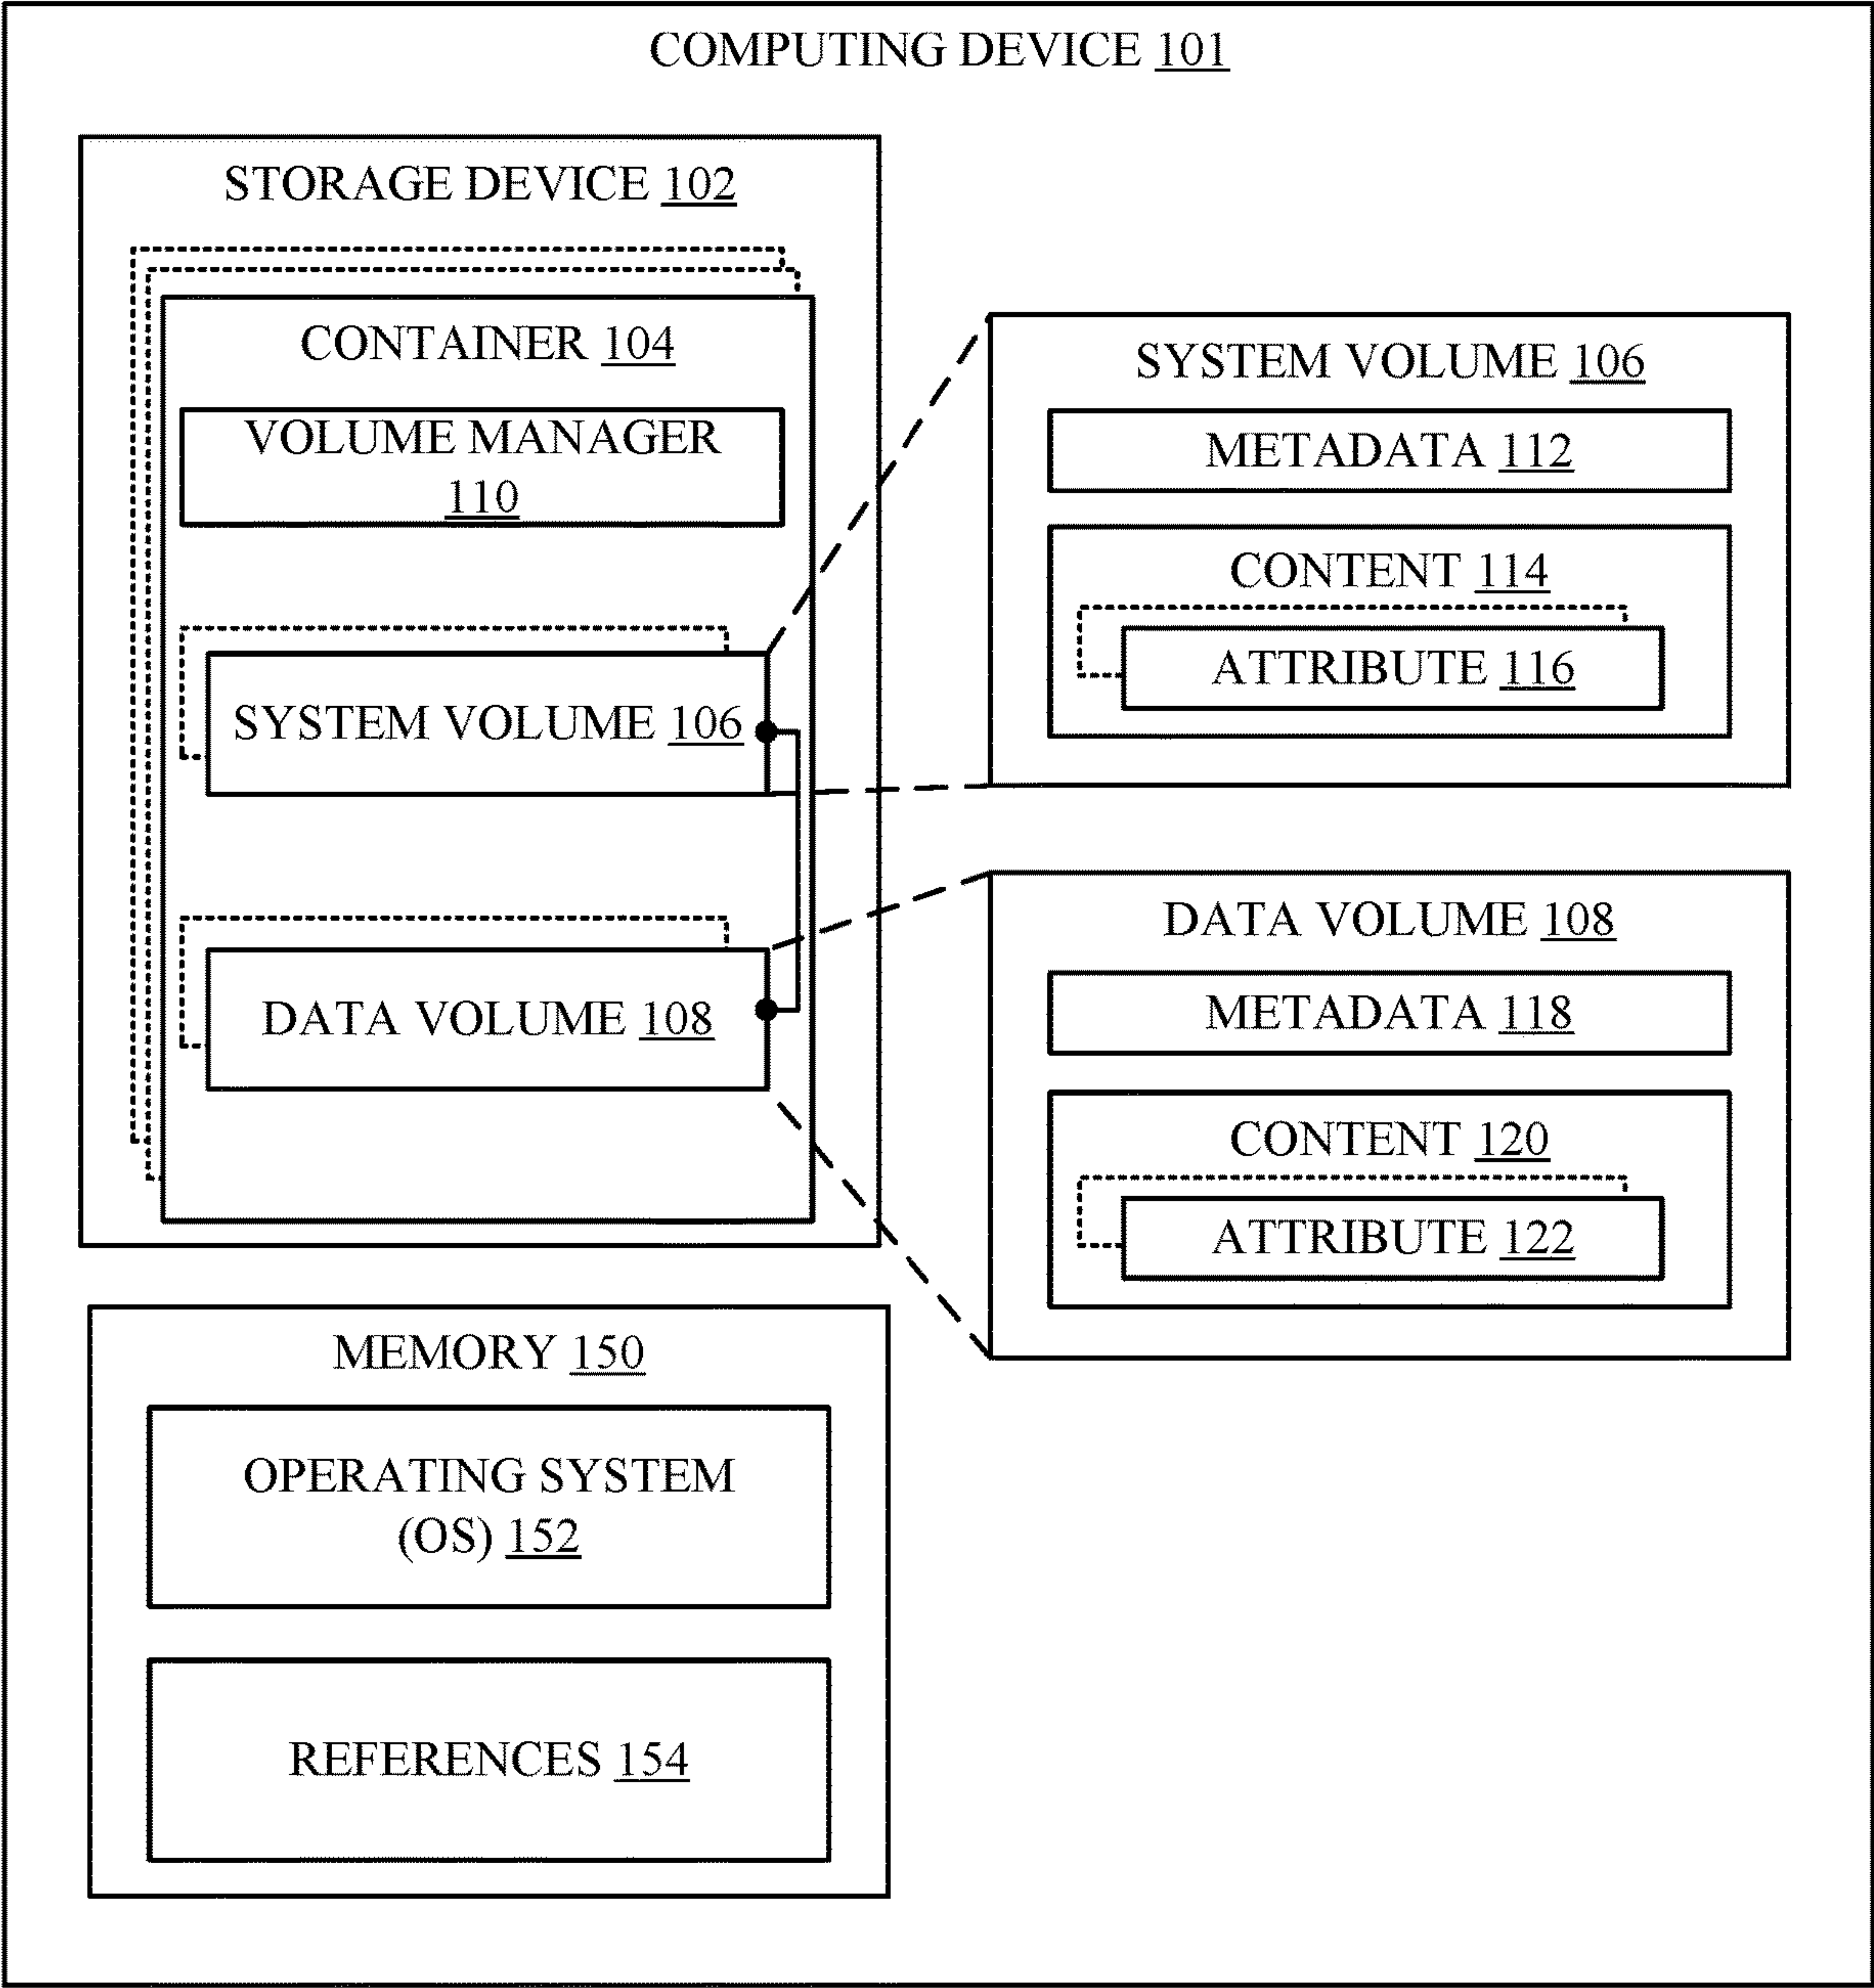 COMPUTING DEVICE 101
STORAGE DEVICE 102
CONTAINER 104
VOLUME MANAGER
110
SYSTEM VOLUME 106
DATA VOLUME 108
SYSTEM VOLUME 106
METADATA 112
CONTENT 114
ATTRIBUTE 116
DATA VOLUME 108
METADATA 118
CONTENT 120
ATTRIBUTE 122
MEMORY 150
OPERATING SYSTEM
(OS) 152
REFERENCES 154